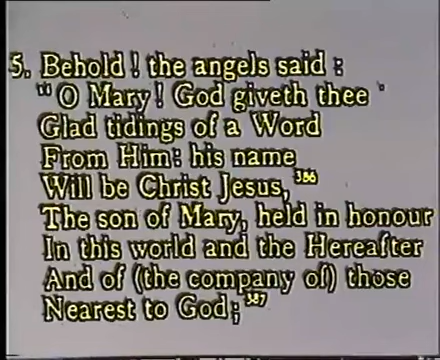 5. Behold! the angels said:
"O Mary! God giveth thee
Glad tidings of a Word
From Him: his name
Will be Christ Jesus,386
The son of Mary, held in honour
In this world and the Hereafter
And of (the company of) those
Nearest to God;387